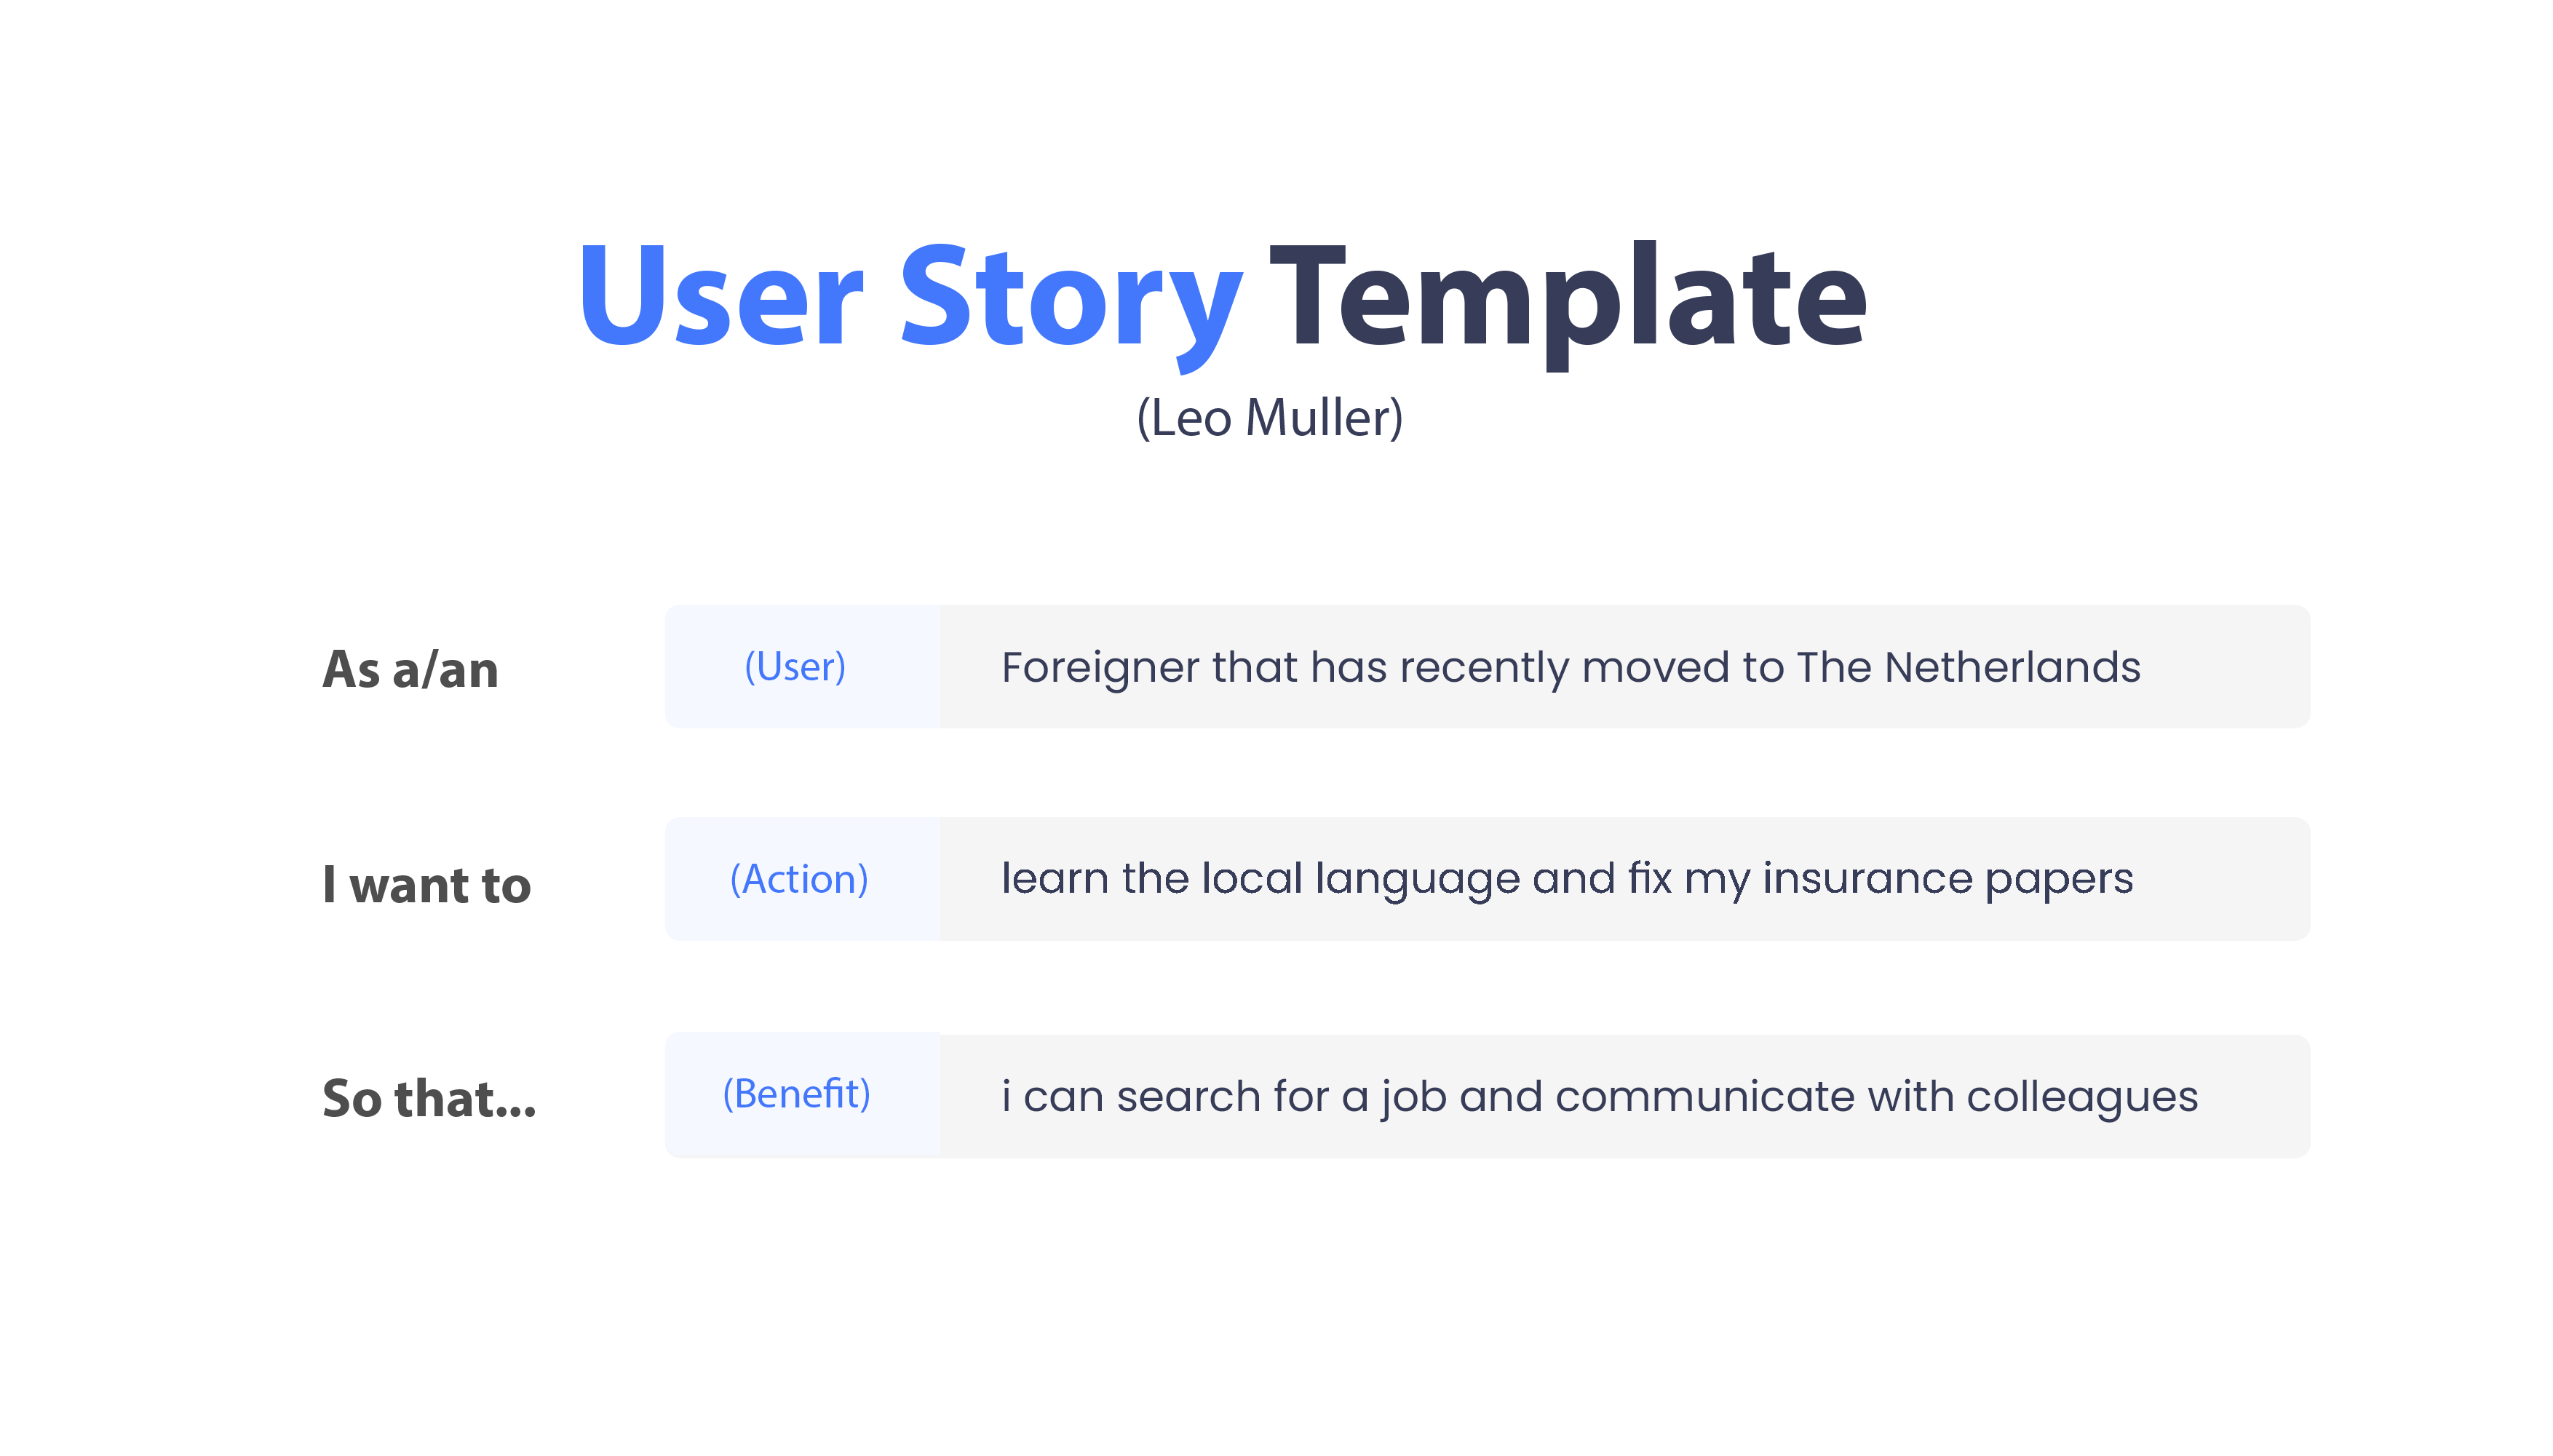 User Story Template
(Leo Muller)
As a/an (User) Foreigner that has recently moved to The Netherlands
I want to (Action) learn the local language and fix my insurance papers
So that... (Benefit) i can search for a job and communicate with colleagues